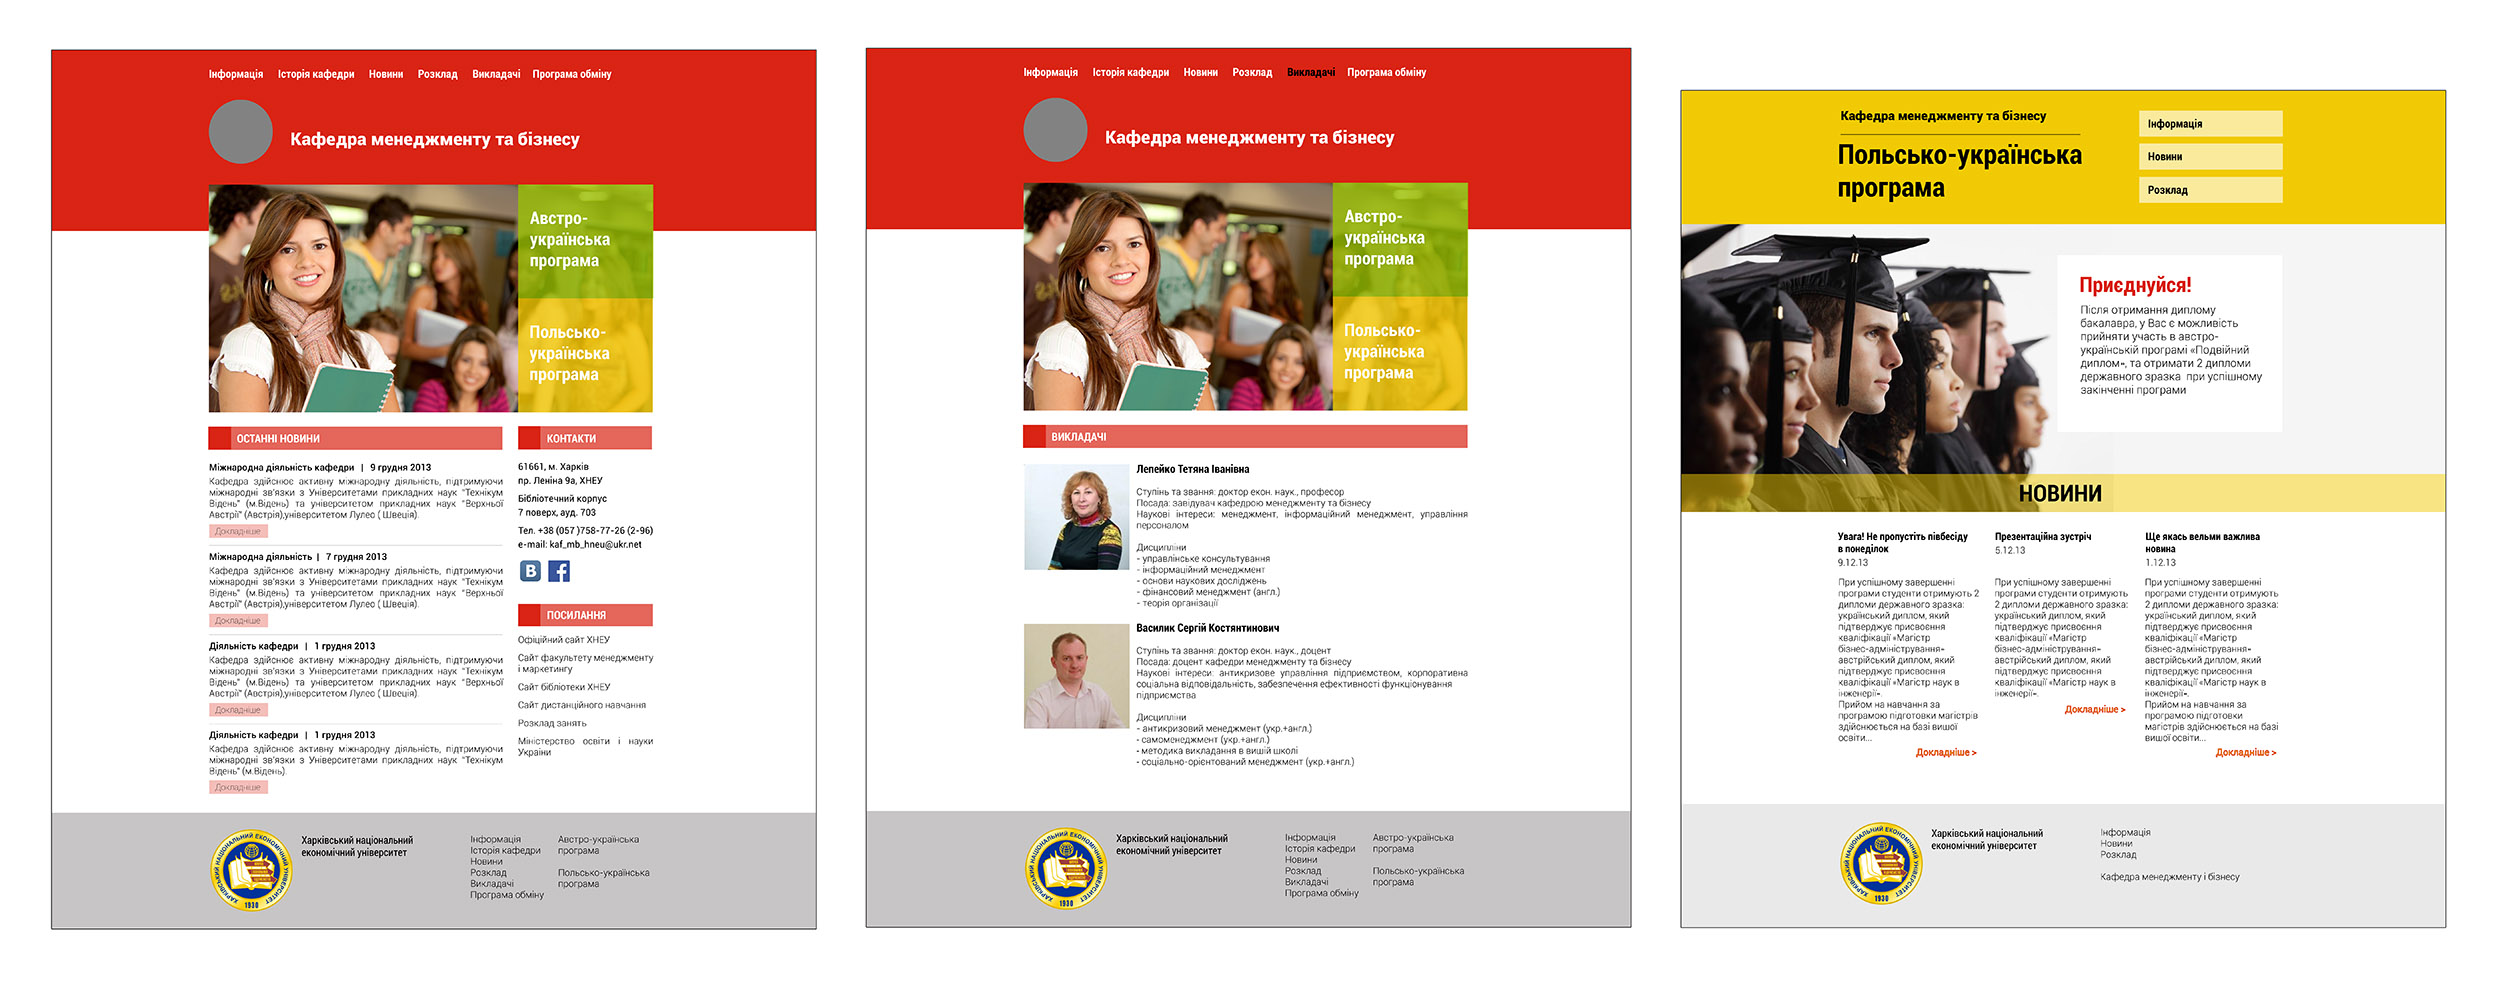 Інформація Історія кафедри Новини Розклад Викладачі Програма обміну
Кафедра менеджменту та бізнесу
Австро-
українська
програма
Польсько-
українська
програма
ОСТАННІ НОВИНИ
Міжнародна діяльність кафедри | 9 грудня 2013
Кафедра здійснює активну міжнародну діяльність, підтримуючи
міжнародні зв'язки з Університетами прикладних наук "Технікум
Відень" (м.Відень) та університетом прикладних наук "Верхньої
Австрії" (Австрія),університетом Лулео ( Швеція).
Докладніше
Міжнародна діяльність | 7 грудня 2013
Кафедра здійснює активну міжнародну діяльність, підтримуючи
міжнародні зв'язки з Університетами прикладних наук "Технікум
Відень" (м.Відень) та університетом прикладних наук "Верхньої
Австрії" (Австрія),університетом Лулео ( Швеція).
Докладніше
Діяльність кафедри | 1 грудня 2013
Кафедра здійснює активну міжнародну діяльність, підтримуючи
міжнародні зв'язки з Університетами прикладних наук "Технікум
Відень" (м.Відень) та університетом прикладних наук "Верхньої
Австрії" (Австрія),університетом Лулео ( Швеція).
Докладніше
Діяльність кафедри | 1 грудня 2013
Кафедра здійснює активну міжнародну діяльність, підтримуючи
міжнародні зв'язки з Університетами прикладних наук "Технікум
Відень" (м.Відень).
Докладніше
КОНТАКТИ
61661, м. Харків
пр. Леніна 9а, ХНЕУ
Бібліотечний корпус
7 поверх, ауд. 703
Тел. +38 (057 )758-77-26 (2-96)
e-mail: kaf_mb_hneu@ukr.net
B f
ПОСИЛАННЯ
Офіційний сайт ХНЕУ
Сайт факультету менеджменту
і маркетингу
Сайт бібліотеки ХНЕУ
Сайт дистанційного навчання
Розклад занять
Міністерство освіти і науки
України
ХАРКІВСЬКИЙ НАЦІОНАЛЬНИЙ ЕКОНОМІЧНИЙ УНІВЕРСИТЕТ
1930
Харківський національний
економічний університет
Інформація
Історія кафедри
Новини
Розклад
Викладачі
Програма обміну
Австро-українська
програма
Польсько-українська
програма
Інформація Історія кафедри Новини Розклад Викладачі Програма обміну
Кафедра менеджменту та бізнесу
Австро-
українська
програма
Польсько-
українська
програма
ВИКЛАДАЧІ
Лепейко Тетяна Іванівна
Ступінь та звання: доктор екон. наук., професор
Посада: завідувач кафедрою менеджменту та бізнесу
Наукові інтереси: менеджмент, інформаційний менеджмент, управління
персоналом
Дисципліни
- управлінське консультування
- інформаційний менеджмент
- основи наукових досліджень
- фінансовий менеджмент (англ.)
- теорія організації
Василик Сергій Костянтинович
Ступінь та звання: доктор екон. наук., доцент
Посада: доцент кафедри менеджменту та бізнесу
Наукові інтереси: антикризове управління підприємством, корпоративна
соціальна відповідальність, забезпечення ефективності функціонування
підприємства
Дисципліни
- антикризовий менеджмент (укр.+англ.)
- самоменеджмент (укр.+англ.)
- методика викладання в вищій школі
- соціально-орієнтований менеджмент (укр.+англ.)
ХАРКІВСЬКИЙ НАЦІОНАЛЬНИЙ ЕКОНОМІЧНИЙ УНІВЕРСИТЕТ
1930
Харківський національний
економічний університет
Інформація
Історія кафедри
Новини
Розклад
Викладачі
Програма обміну
Австро-українська
програма
Польсько-українська
програма
Кафедра менеджменту та бізнесу
Польсько-українська
програма
Інформація
Новини
Розклад
Приєднуйся!
Після отримання диплому
бакалавра, у Вас є можливість
прийняти участь в австро-
українській програмі «Подвійний
диплом», та отримати 2 дипломи
державного зразка при успішному
закінченні програми
НОВИНИ
Увага! Не пропустіть півбесіду
в понеділок
9.12.13
При успішному завершенні
програми студенти отримують 2
дипломи державного зразка:
український диплом, який
підтверджує присвоєння
кваліфікації «Магістр
бізнес-адміністрування»
австрійський диплом, який
підтверджує присвоєння
кваліфікації «Магістр наук в
інженерії».
Прийом на навчання за
програмою підготовки магістрів
здійснюється на базі вищої
освіти...
Докладніше >
Презентаційна зустріч
5.12.13
При успішному завершенні
програми студенти отримують
2 дипломи державного зразка:
український диплом, який
підтверджує присвоєння
кваліфікації «Магістр
бізнес-адміністрування»
австрійський диплом, який
підтверджує присвоєння
кваліфікації «Магістр наук в
інженерії».
Докладніше >
Ще якась вельми важлива
новина
1.12.13
При успішному завершенні
програми студенти отримують
2 дипломи державного зразка:
український диплом, який
підтверджує присвоєння
кваліфікації «Магістр
бізнес-адміністрування»
австрійський диплом, який
підтверджує присвоєння
кваліфікації «Магістр наук в
інженерії».
Прийом на навчання за
програмою підготовки
магістрів здійснюється на базі
вищої освіти...
Докладніше >
ХАРКІВСЬКИЙ НАЦІОНАЛЬНИЙ ЕКОНОМІЧНИЙ УНІВЕРСИТЕТ
1930
Харківський національний
економічний університет
Інформація
Новини
Розклад
Кафедра менеджменту і бізнесу